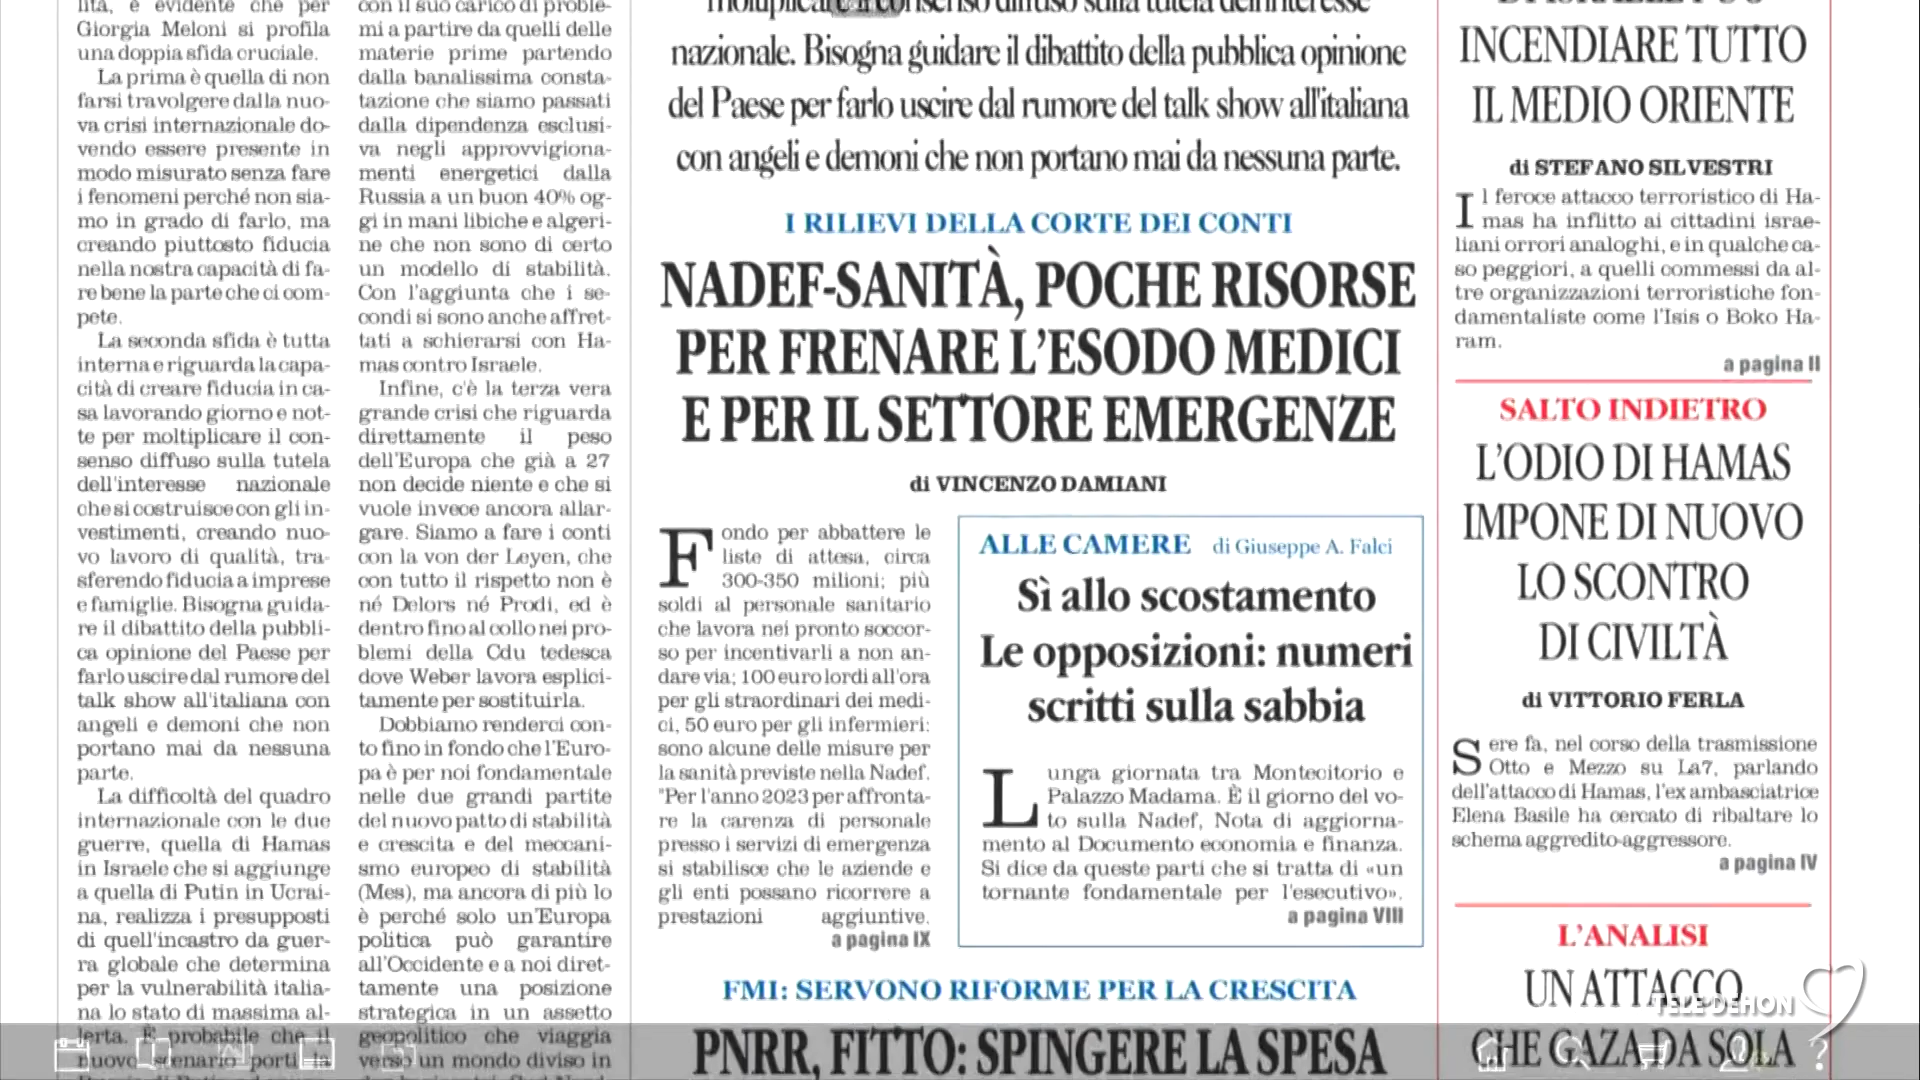 lità, è evidente che per
Giorgia Meloni si profila
una doppia sfida cruciale.
La prima è quella di non
farsi travolgere dalla nuo-
va crisi internazionale do-
vendo essere presente in
modo misurato senza fare
i fenomeni perché non sia-
mo in grado di farlo, ma
creando piuttosto fiducia
nella nostra capacità di fa-
re bene la parte che ci com-
pete.
La seconda sfida è tutta
interna e riguarda la capa-
cità di creare fiducia in ca-
sa lavorando giorno e not-
te per moltiplicare il con-
senso diffuso sulla tutela
dell'interesse nazionale
che si costruisce con gli in-
vestimenti, creando nuo-
vo lavoro di qualità, tra-
sferendo fiducia a imprese
e famiglie. Bisogna guida-
re il dibattito della pubbli-
ca opinione del Paese per
farlo uscire dal rumore del
talk show all'italiana con
angeli e demoni che non
portano mai da nessuna
parte.
La difficoltà del quadro
internazionale con le due
guerre, quella di Hamas
in Israele che si aggiunge
a quella di Putin in Ucrai-
na, realizza i presupposti
di quell'incastro da guer-
ra globale che determina
per la vulnerabilità italia-
na lo stato di massima al-
lerta. È probabile che il
nuovo scenario porti la
con il suo carico di proble-
mi a partire da quelli delle
materie prime partendo
dalla banalissima consta-
tazione che siamo passati
dalla dipendenza esclusi-
va negli approvvigiona-
menti energetici dalla
Russia a un buon 40% og-
gi in mani libiche e algeri-
ne che non sono di certo
un modello di stabilità.
Con l'aggiunta che i se-
condi si sono anche affret-
tati a schierarsi con Ha-
mas contro Israele.
Infine, c'è la terza vera
grande crisi che riguarda
direttamente il peso
dell'Europa che già a 27
non decide niente e che si
vuole invece ancora allar-
gare. Siamo a fare i conti
con la von der Leyen, che
con tutto il rispetto non è
né Delors né Prodi, ed è
dentro fino al collo nei pro-
blemi della Cdu tedesca
dove Weber lavora esplici-
tamente per sostituirla.
Dobbiamo renderci con-
to fino in fondo che l'Euro-
pa è per noi fondamentale
nelle due grandi partite
del nuovo patto di stabilità
e crescita e del meccani-
smo europeo di stabilità
(Mes), ma ancora di più lo
è perché solo un'Europa
politica può garantire
all'Occidente e a noi diret-
tamente una posizione
strategica in un assetto
geopolitico che viaggia
verso un mondo diviso in
moltiplicare il consenso diffuso sulla tutela dell'interesse
nazionale. Bisogna guidare il dibattito della pubblica opinione
del Paese per farlo uscire dal rumore del talk show all'italiana
con angeli e demoni che non portano mai da nessuna parte.
I RILIEVI DELLA CORTE DEI CONTI
NADEF-SANITÀ, POCHE RISORSE
PER FRENARE L'ESODO MEDICI
E PER IL SETTORE EMERGENZE
di VINCENZO DAMIANI
Fondo per abbattere le
liste di attesa, circa
300-350 milioni; più
soldi al personale sanitario
che lavora nei pronto soccor-
so per incentivarli a non an-
dare via; 100 euro lordi all'ora
per gli straordinari dei medi-
ci, 50 euro per gli infermieri:
sono alcune delle misure per
la sanità previste nella Nadef.
"Per l'anno 2023 per affronta-
re la carenza di personale
presso i servizi di emergenza
si stabilisce che le aziende e
gli enti possano ricorrere a
prestazioni aggiuntive.
a pagina IX
ALLE CAMERE di Giuseppe A. Falci
Sì allo scostamento
Le opposizioni: numeri
scritti sulla sabbia
Lunga giornata tra Montecitorio e
Palazzo Madama. È il giorno del vo-
to sulla Nadef, Nota di aggiorna-
mento al Documento economia e finanza.
Si dice da queste parti che si tratta di «un
tornante fondamentale per l'esecutivo».
a pagina VIII
FMI: SERVONO RIFORME PER LA CRESCITA
PNRR, FITTO: SPINGERE LA SPESA
INCENDIARE TUTTO
IL MEDIO ORIENTE
di STEFANO SILVESTRI
Il feroce attacco terroristico di Ha-
mas ha inflitto ai cittadini israe-
liani orrori analoghi, e in qualche ca-
so peggiori, a quelli commessi da al-
tre organizzazioni terroristiche fon-
damentaliste come l'Isis o Boko Ha-
ram.
a pagina II
SALTO INDIETRO
L'ODIO DI HAMAS
IMPONE DI NUOVO
LO SCONTRO
DI CIVILTÀ
di VITTORIO FERLA
Sere fa, nel corso della trasmissione
Otto e Mezzo su La7, parlando
dell'attacco di Hamas, l'ex ambasciatrice
Elena Basile ha cercato di ribaltare lo
schema aggredito-aggressore.
a pagina IV
L'ANALISI
UN ATTACCO
CHE GAZA DA SOLA
TELE DEHON
?